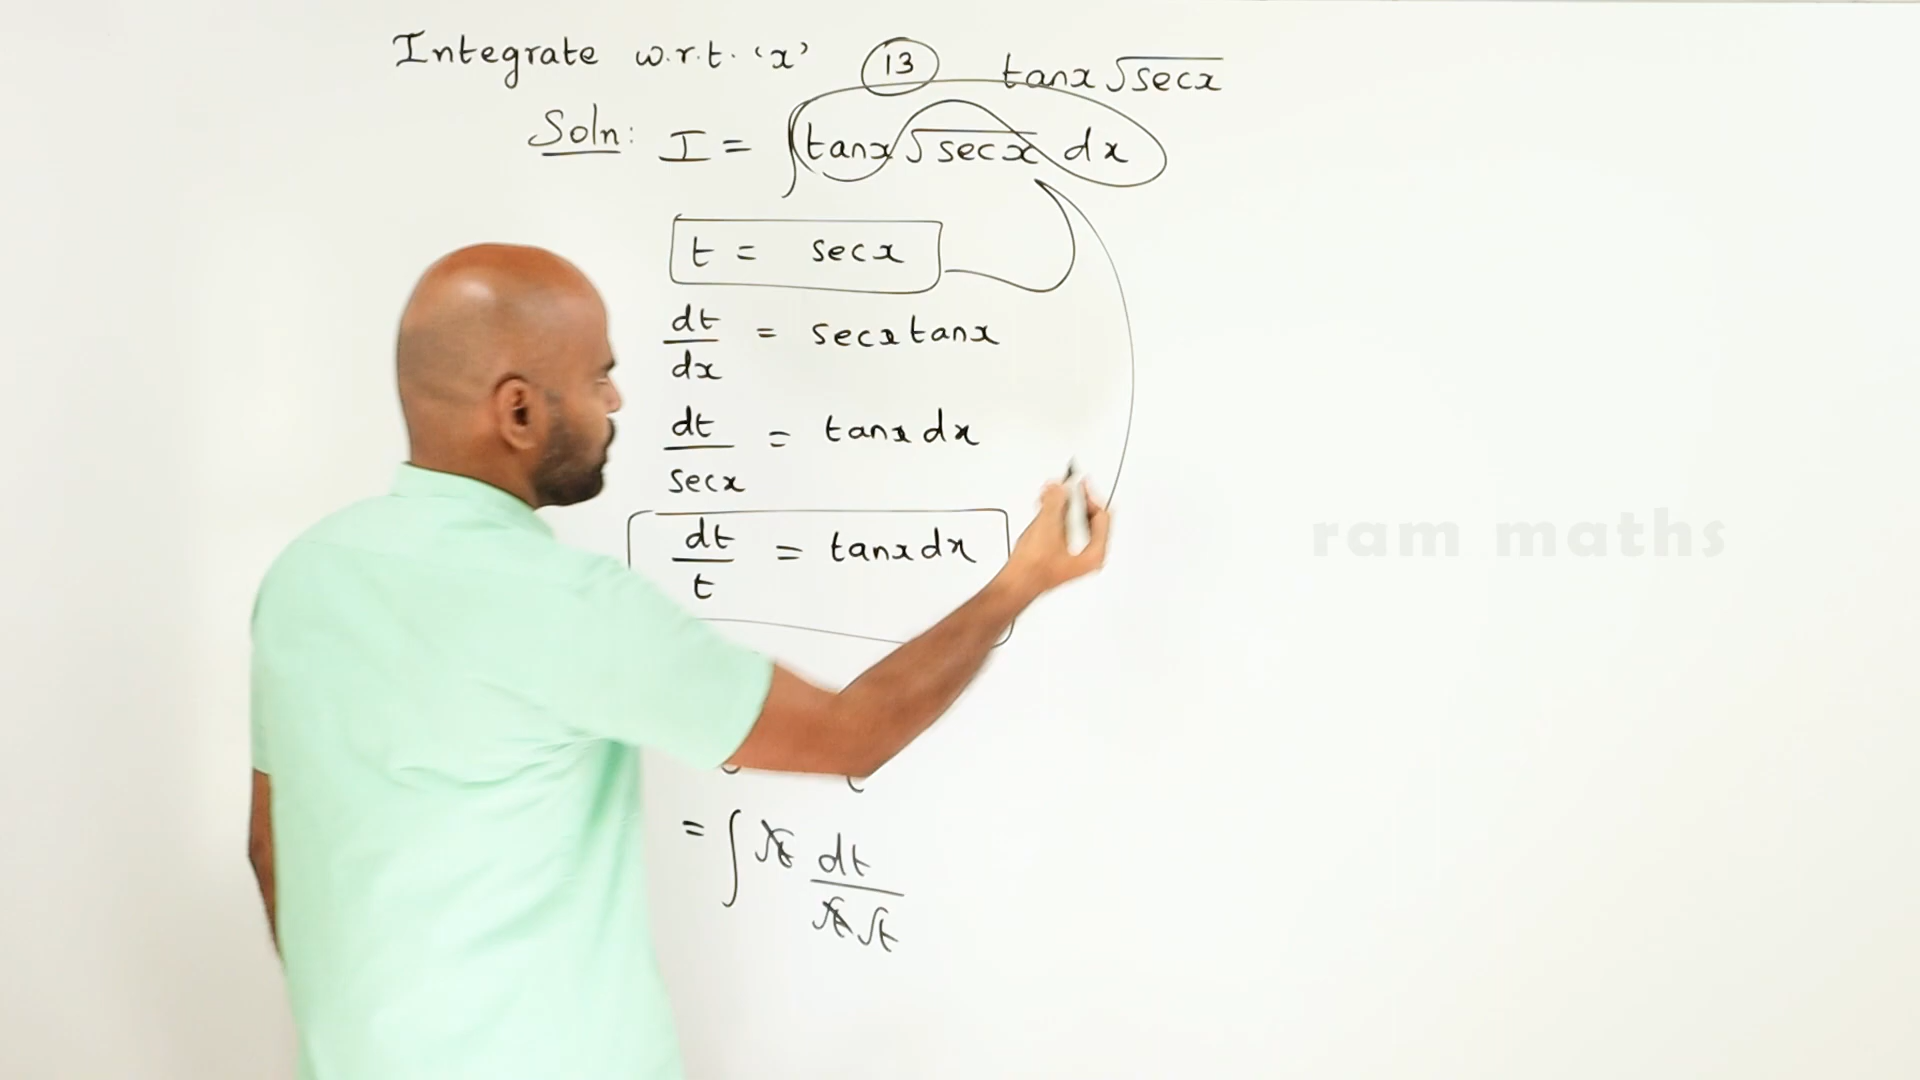 Integrate w.r.t. 'x' 13 tanx √secx
Soln: I = ∫tanx √secx dx
t = secx
dt/dx = secx tanx
dt/secx = tanx dx
dt/t = tanx dx
= ∫√t dt/√t√t
ram maths